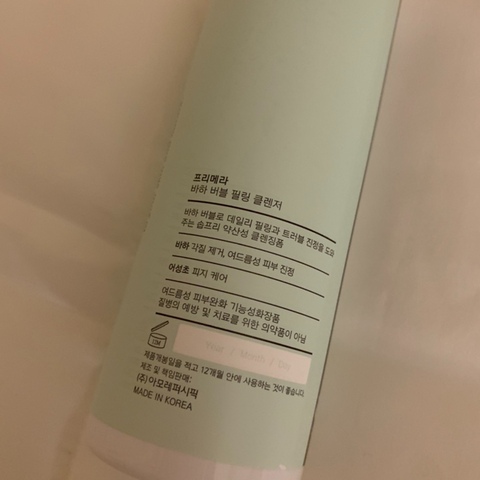 프리메라
바하 버블 필링 클렌저
바하 버블로 데일리 필링과 트러블 진정을 도와
주는 솝프리 약산성 클렌징폼
바하 각질 제거, 여드름성 피부 진정
어성초 피지 케어
여드름성 피부완화 기능성화장품
질병의 예방 및 치료를 위한 의약품이 아님
12M
Year / Month / Day
제품개봉일을 적고 12개월 안에 사용하는 것이 좋습니다.
제조 및 책임판매:
(주) 아모레퍼시픽
MADE IN KOREA